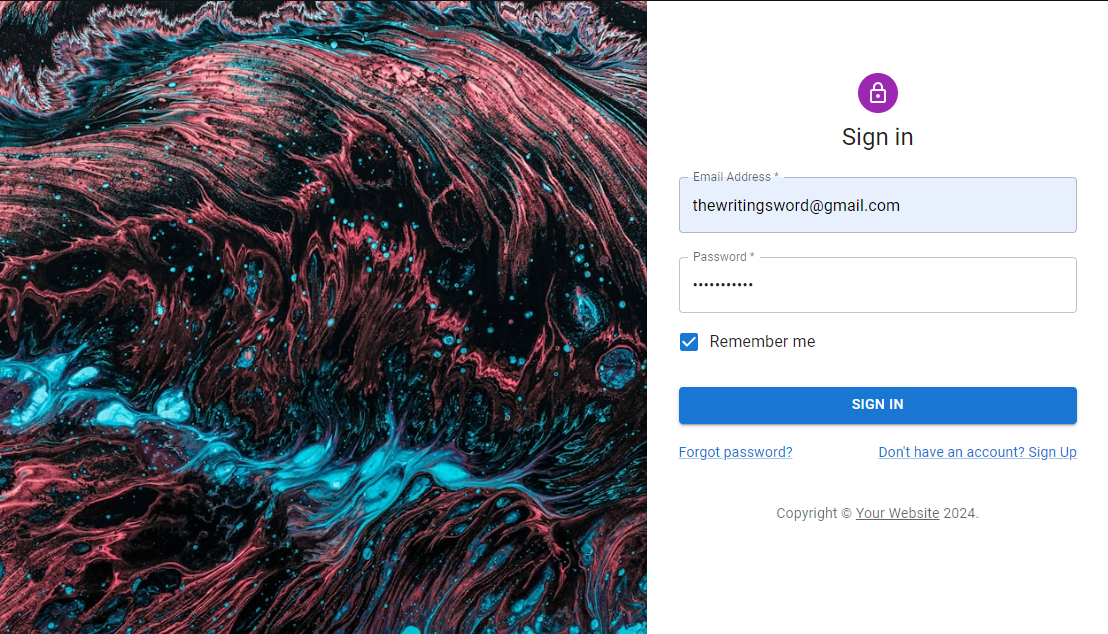 Sign in
Email Address *
thewritingsword@gmail.com
Password *
•••••••••••
Remember me
SIGN IN
Forgot password? Don't have an account? Sign Up
Copyright © Your Website 2024.